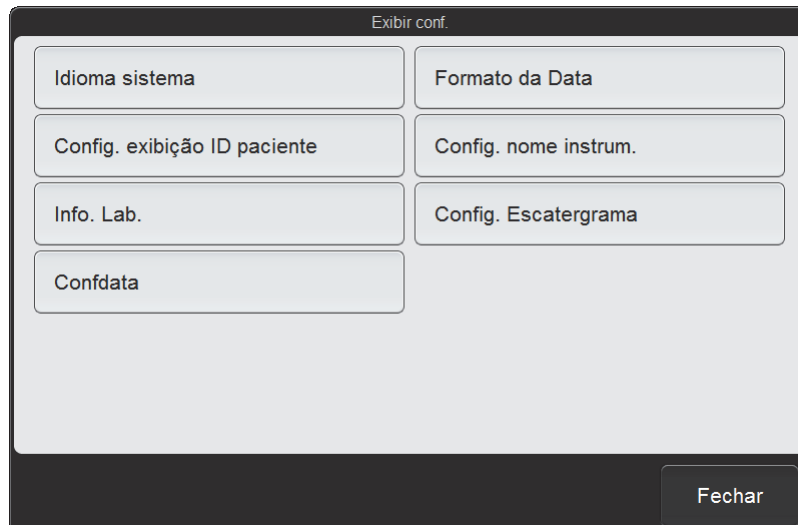 Exibir conf.
Idioma sistema
Formato da Data
Config. exibição ID paciente
Config. nome instrum.
Info. Lab.
Config. Escatergrama
Confdata
Fechar